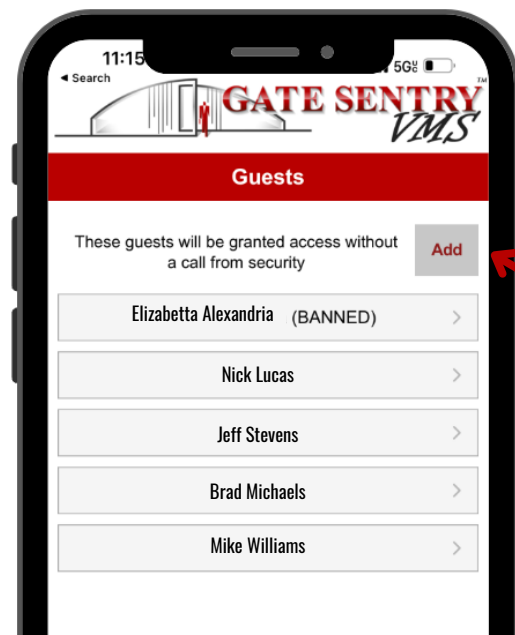 11:15
5G
◄ Search
GATE SENTRY
TM
VMS
Guests
These guests will be granted access without
a call from security
Add
Elizabetta Alexandria (BANNED)
Nick Lucas
Jeff Stevens
Brad Michaels
Mike Williams